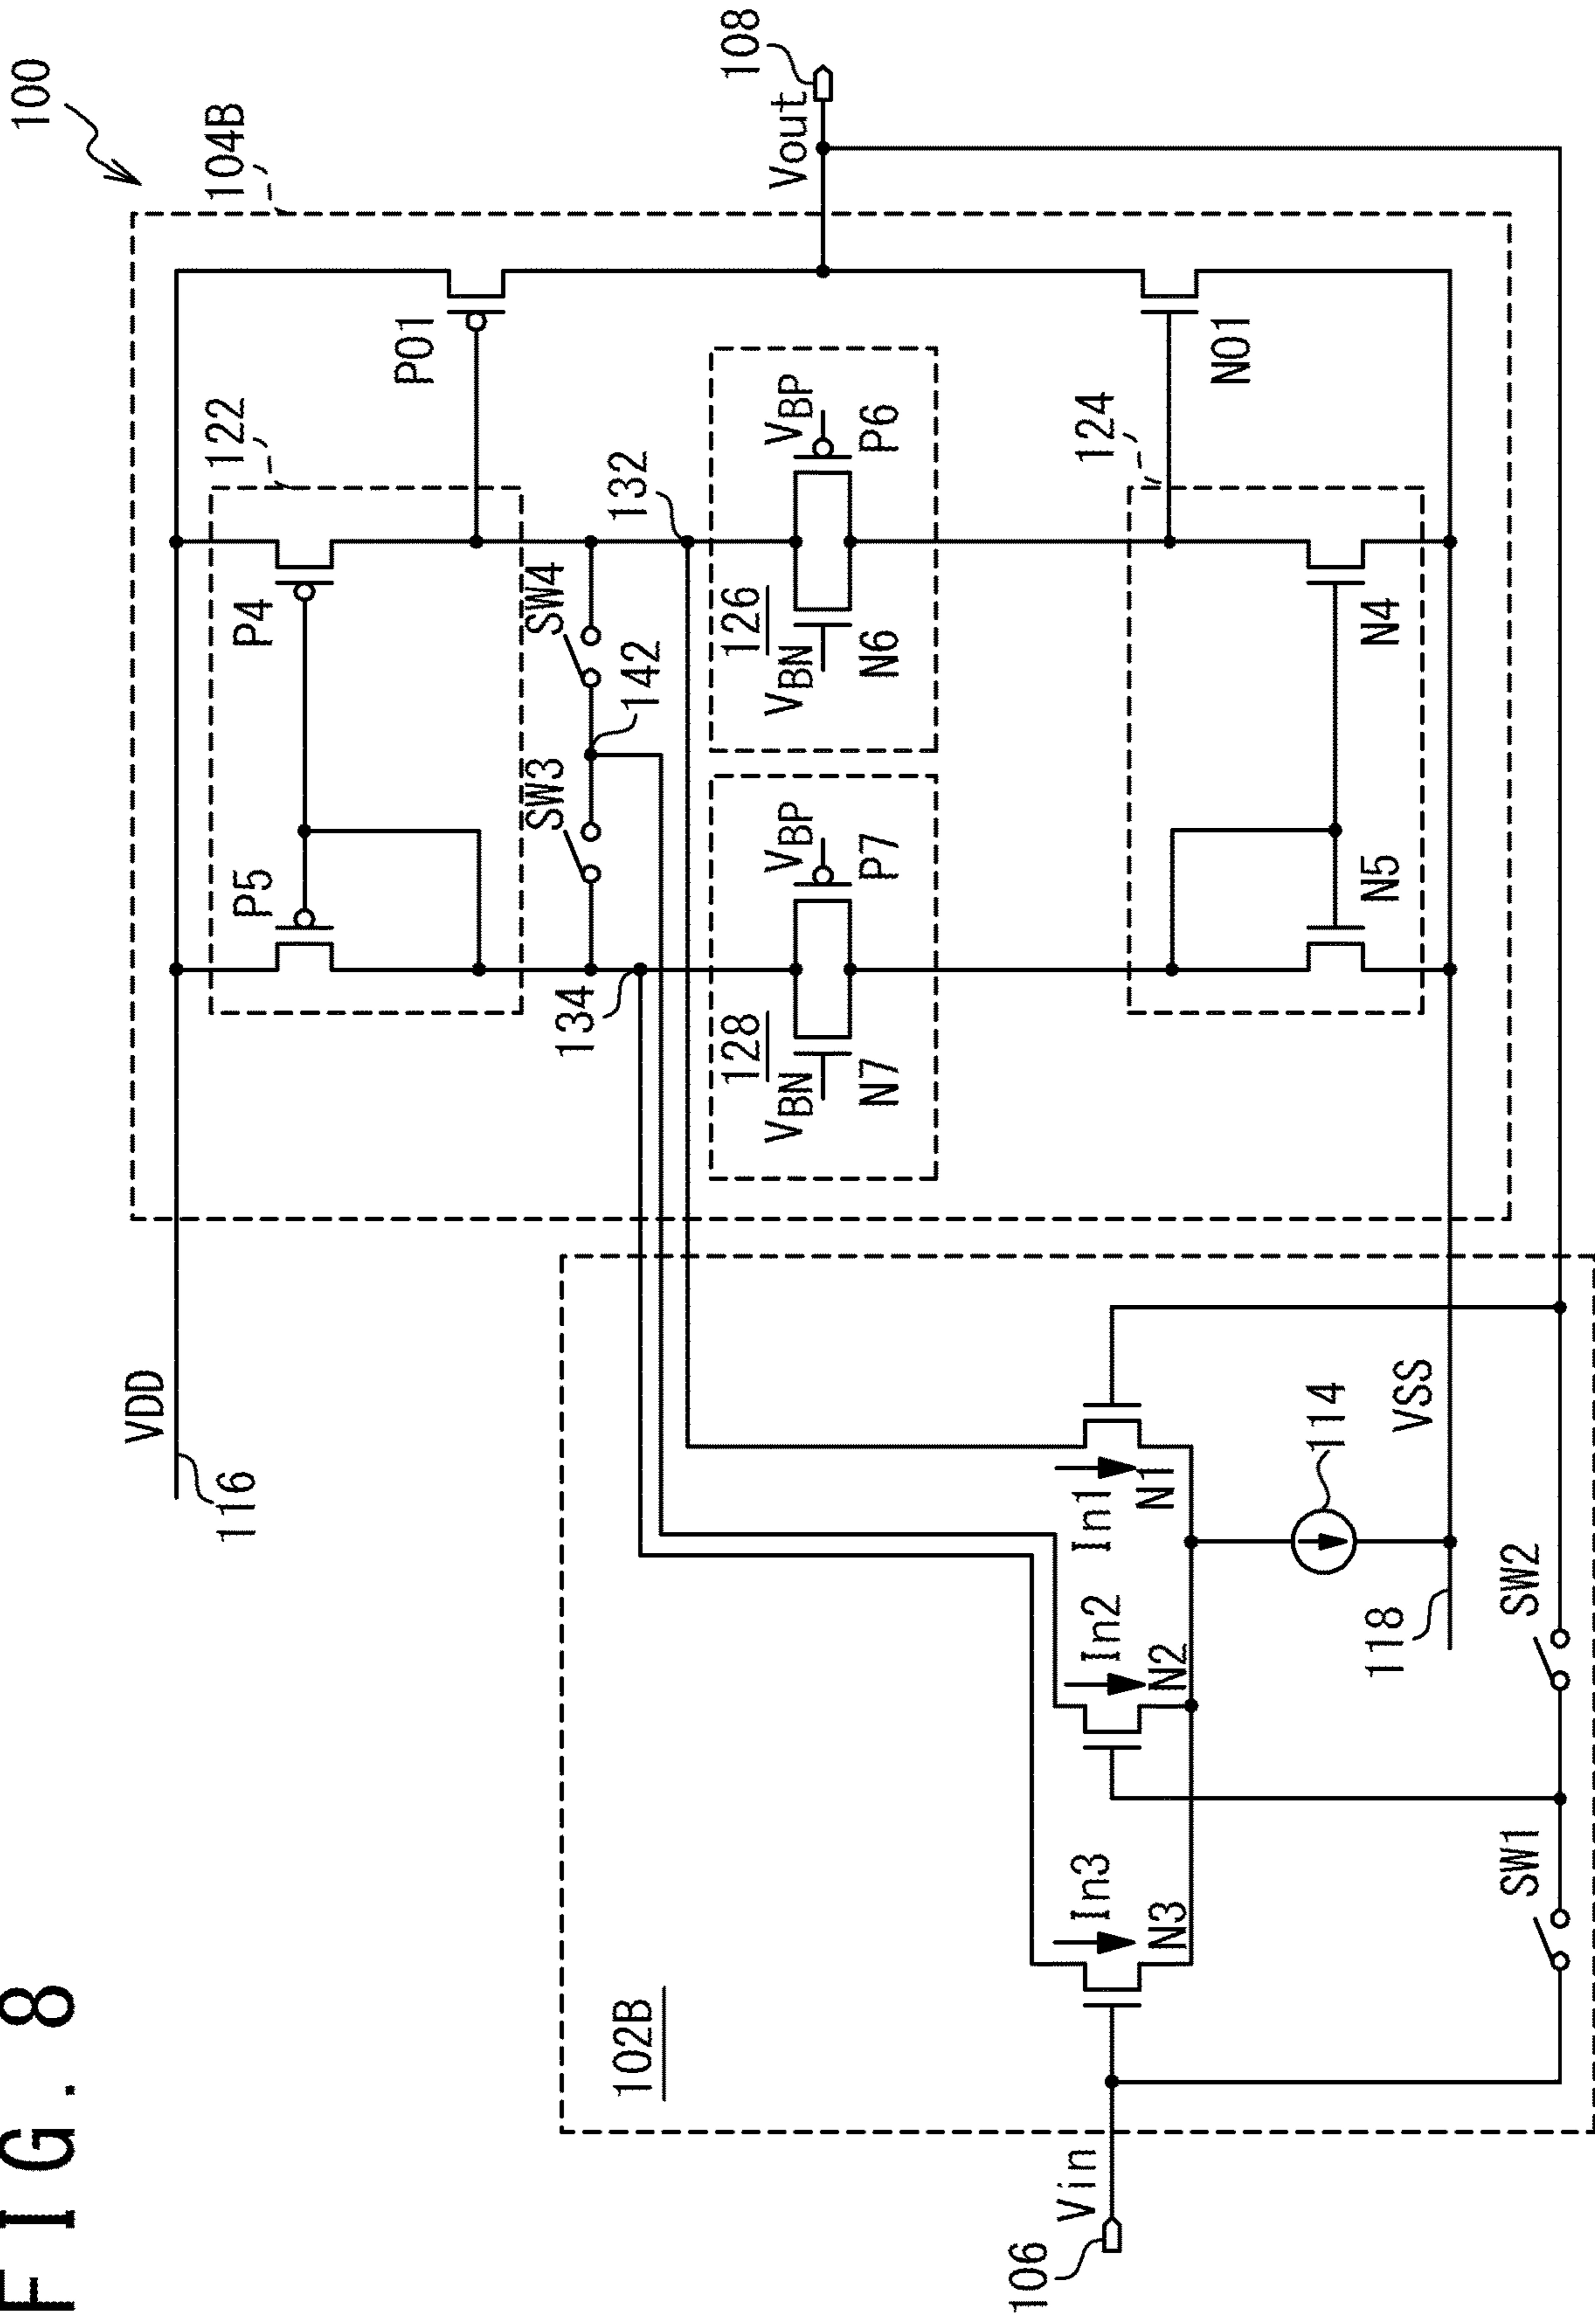 FIG. 8
100
104B
VDD
116
122
P5
P4
P01
SW3
SW4
142
134
132
128
VBN
N7
VBP
P7
126
VBN
N6
VBP
P6
Vout
108
124
N5
N4
N01
102B
106
Vin
In3
N3
In2
N2
In1
N1
114
VSS
118
SW1
SW2